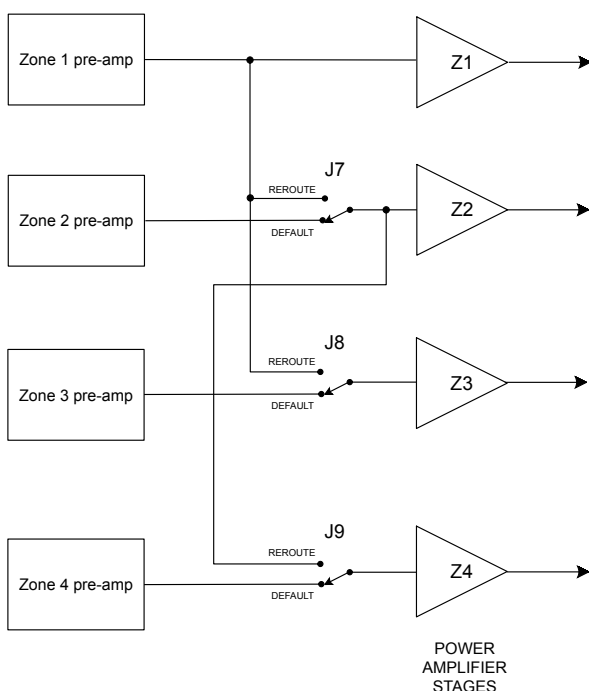 Zone 1 pre-amp
Z1
J7
REROUTE
Zone 2 pre-amp
DEFAULT
Z2
J8
REROUTE
Zone 3 pre-amp
DEFAULT
Z3
J9
REROUTE
Zone 4 pre-amp
DEFAULT
Z4
POWER
AMPLIFIER
STAGES